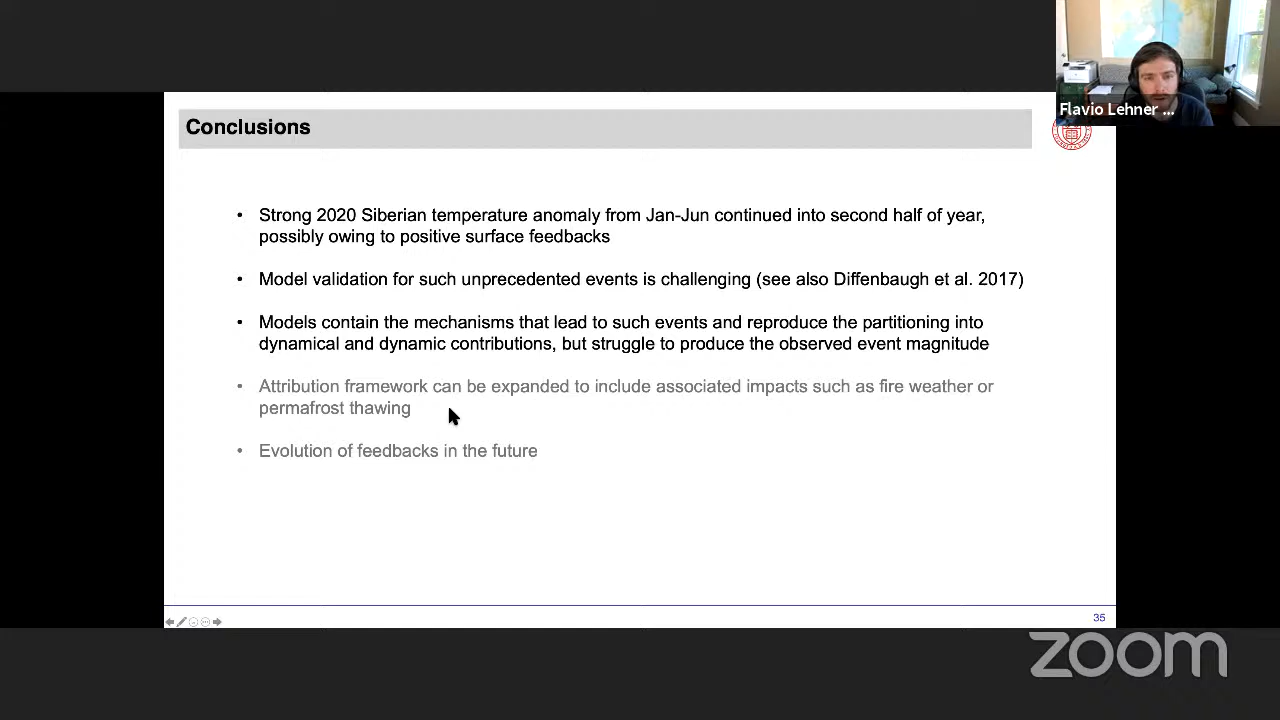 Flavio Lehner ...
Conclusions
• Strong 2020 Siberian temperature anomaly from Jan-Jun continued into second half of year,
possibly owing to positive surface feedbacks
• Model validation for such unprecedented events is challenging (see also Diffenbaugh et al. 2017)
• Models contain the mechanisms that lead to such events and reproduce the partitioning into
dynamical and dynamic contributions, but struggle to produce the observed event magnitude
• Attribution framework can be expanded to include associated impacts such as fire weather or
permafrost thawing
• Evolution of feedbacks in the future
35
zoom